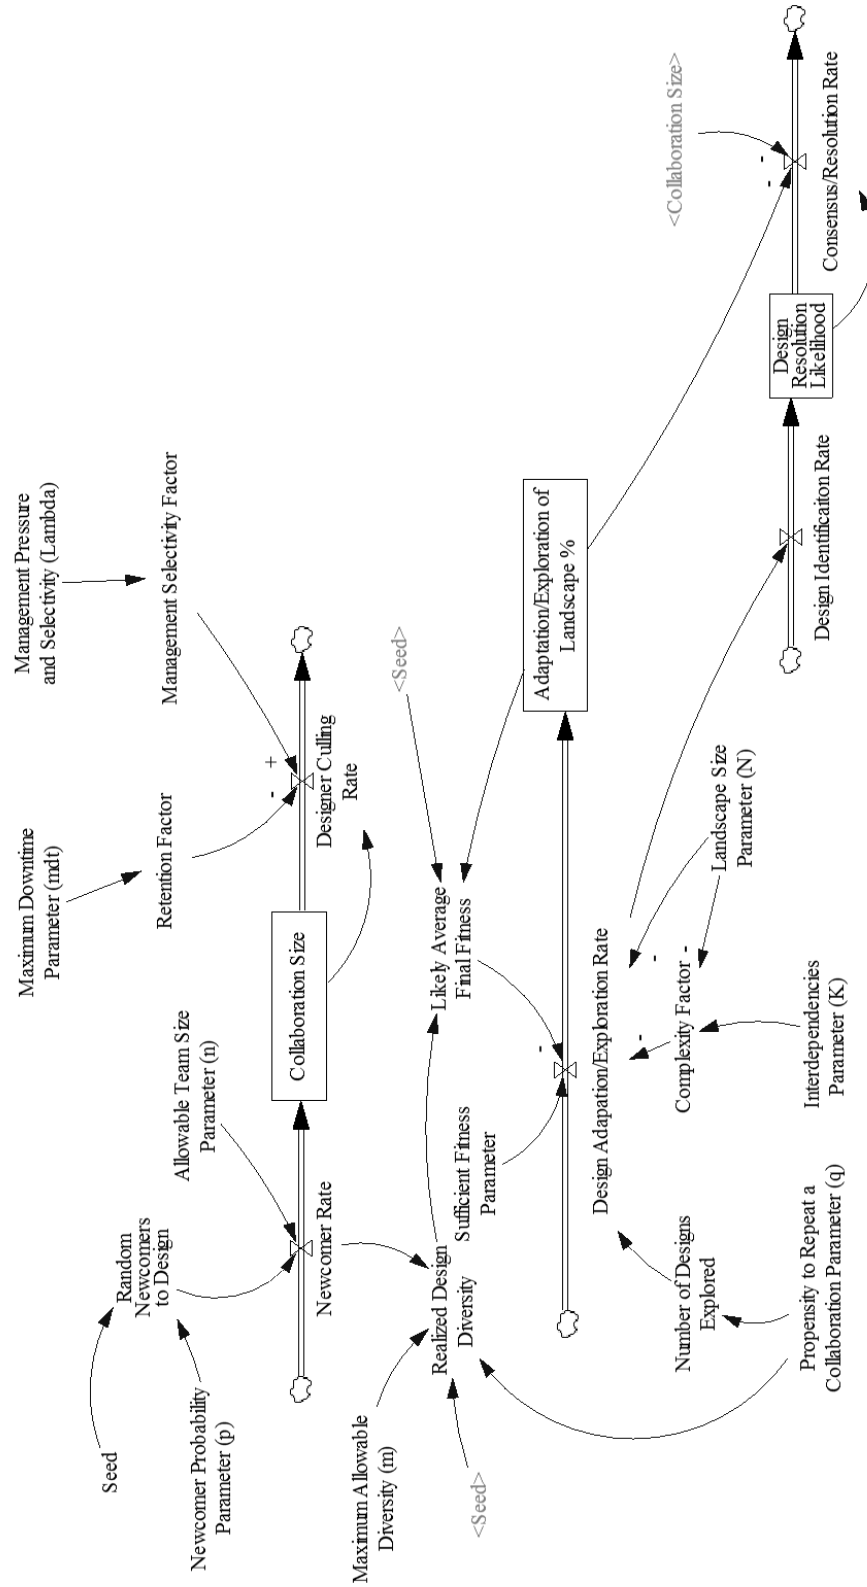 Seed
Newcomer Probability
Parameter (p)
Random
Newcomers
to Design
Allowable Team Size
Parameter (n)
Maximum Downtime
Parameter (mdt)
Management Pressure
and Selectivity (Lambda)
Retention Factor
Management Selectivity Factor
Newcomer Rate
Collaboration Size
-
+
Designer Culling
Rate
Maximum Allowable
Diversity (m)
<Seed>
Realized Design
Diversity
Sufficient Fitness
Parameter
Likely Average
Final Fitness
<Seed>
-
Adaptation/Exploration of
Landscape %
Design Adapation/Exploration Rate
Number of Designs
Explored
-
-
Complexity Factor
-
Landscape Size
Parameter (N)
Propensity to Repeat a
Collaboration Parameter (q)
Interdependencies
Parameter (K)
<Collaboration Size>
-
-
Design Identificaiton Rate
Design
Resolution
Likelihood
Consensus/Resolution Rate